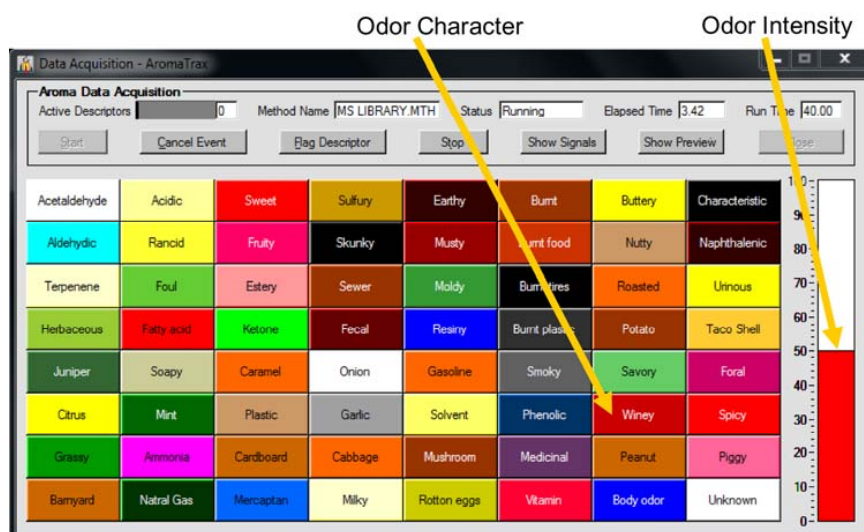 Odor Character Odor Intensity
Data Acquisition - AromaTrax
Aroma Data Acquisition
Active Descriptors 0 Method Name MS LIBRARY.MTH Status Running Elapsed Time 3.42 Run Time 40.00
Start Cancel Event Flag Descriptor Stop Show Signals Show Preview Close
Acetaldehyde Acidic Sweet Sulfury Earthy Burnt Buttery Characteristic
Aldehydic Rancid Fruity Skunky Musty Burnt food Nutty Naphthalenic
Terpenene Foul Estery Sewer Moldy Burnt tires Roasted Urinous
Herbaceous Fatty acid Ketone Fecal Resiny Burnt plastic Potato Taco Shell
Juniper Soapy Caramel Onion Gasoline Smoky Savory Foral
Citrus Mint Plastic Garlic Solvent Phenolic Winey Spicy
Grassy Ammonia Cardboard Cabbage Mushroom Medicinal Peanut Piggy
Barnyard Natral Gas Mercaptan Milky Rotton eggs Vitamin Body odor Unknown
100
90
80
70
60
50
40
30
20
10
0